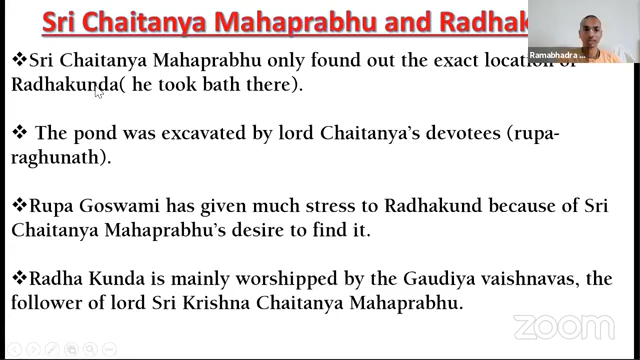 Sri Chaitanya Mahaprabhu and
Ramabhadra
❖Sri Chaitanya Mahaprabhu only found out the exact location of
Radhakunda( he took bath there).
❖ The pond was excavated by lord Chaitanya's devotees (rupa-
raghunath).
❖Rupa Goswami has given much stress to Radhakund because of Sri
Chaitanya Mahaprabhu's desire to find it.
❖Radha Kunda is mainly worshipped by the Gaudiya vaishnavas, the
follower of lord Sri Krishna Chaitanya Mahaprabhu.
zoom